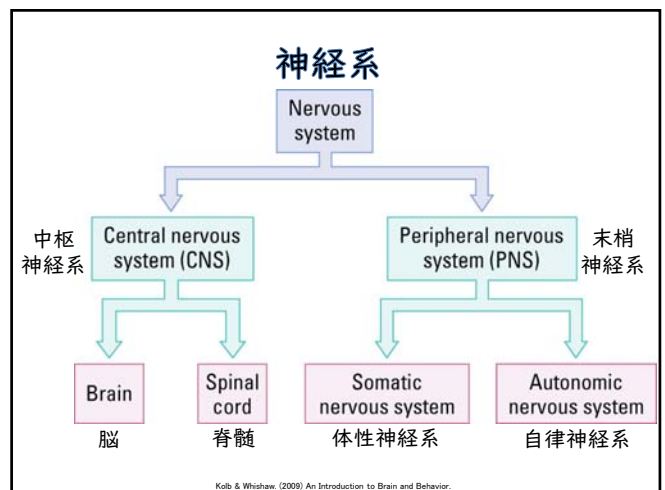 神経系
Nervous
system
中枢
神経系
Central nervous
system (CNS)
Peripheral nervous
system (PNS)
末梢
神経系
Brain
Spinal
cord
Somatic
nervous system
Autonomic
nervous system
脳
脊髄
体性神経系
自律神経系
Kolb & Whishaw. (2009) An Introduction to Brain and Behavior.